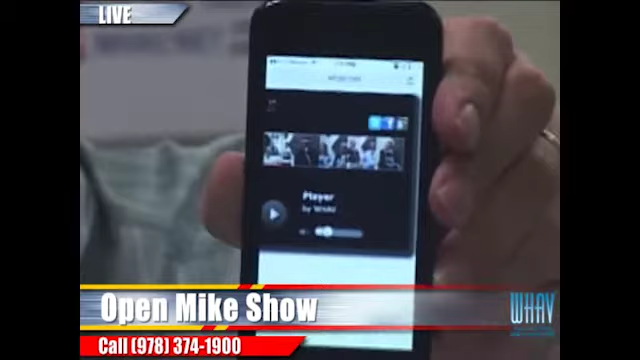 LIVE
Player
by WHAV
Open Mike Show
WHAV
Call (978) 374-1900